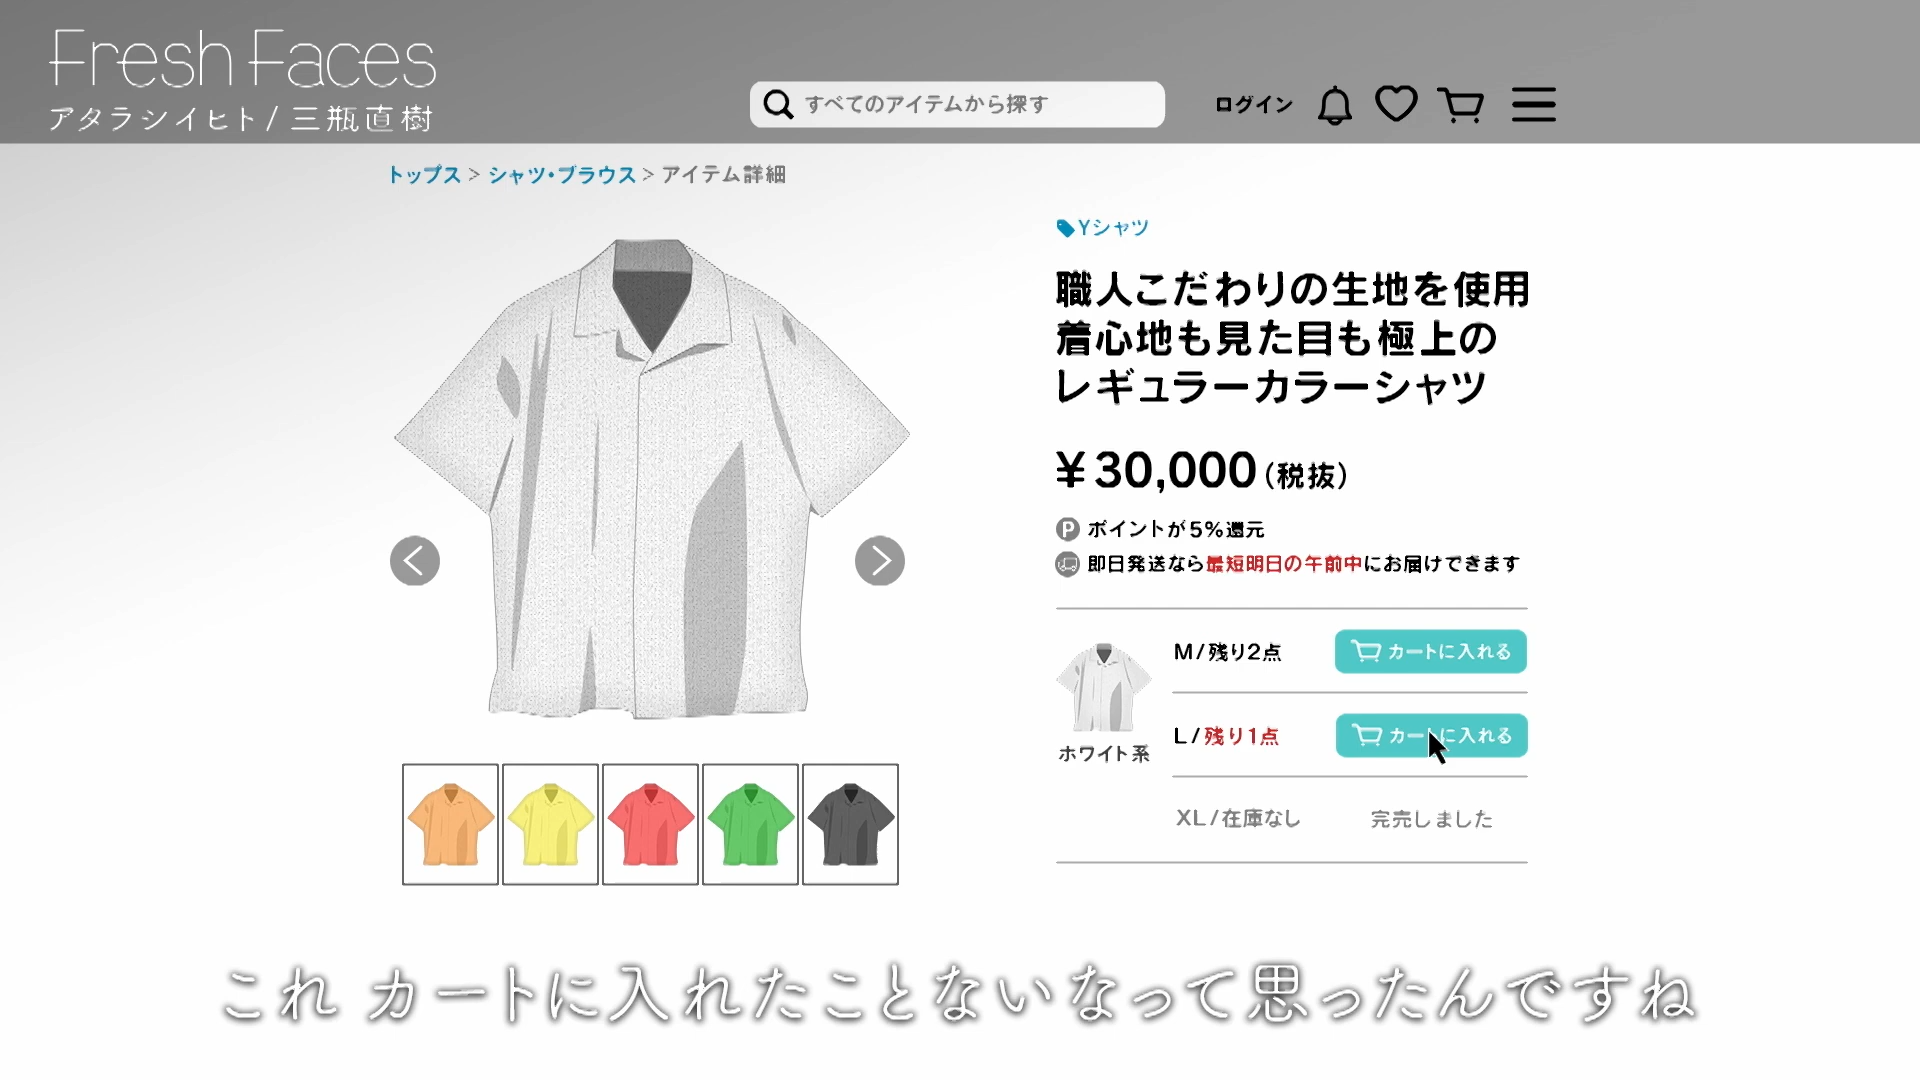 Fresh Faces
アタラシイヒト/三瓶直樹
すべてのアイテムから探す
ログイン
トップス > シャツ・ブラウス > アイテム詳細
Yシャツ
職人こだわりの生地を使用
着心地も見た目も極上の
レギュラーカラーシャツ
¥30,000(税抜)
P ポイントが5%還元
即日発送なら最短明日の午前中にお届けできます
M/残り2点
カートに入れる
L/残り1点
カートに入れる
ホワイト系
XL/在庫なし
完売しました
これ カートに入れたことないなって思ったんですね